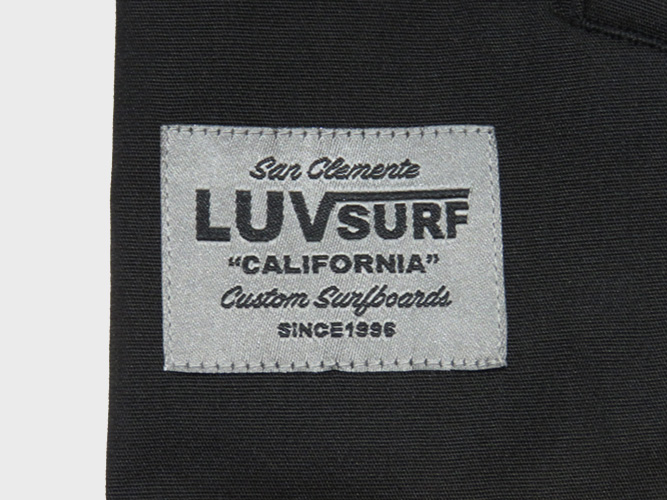 San Clemente
LUVSURF
"CALIFORNIA"
Custom Surfboards
SINCE1996